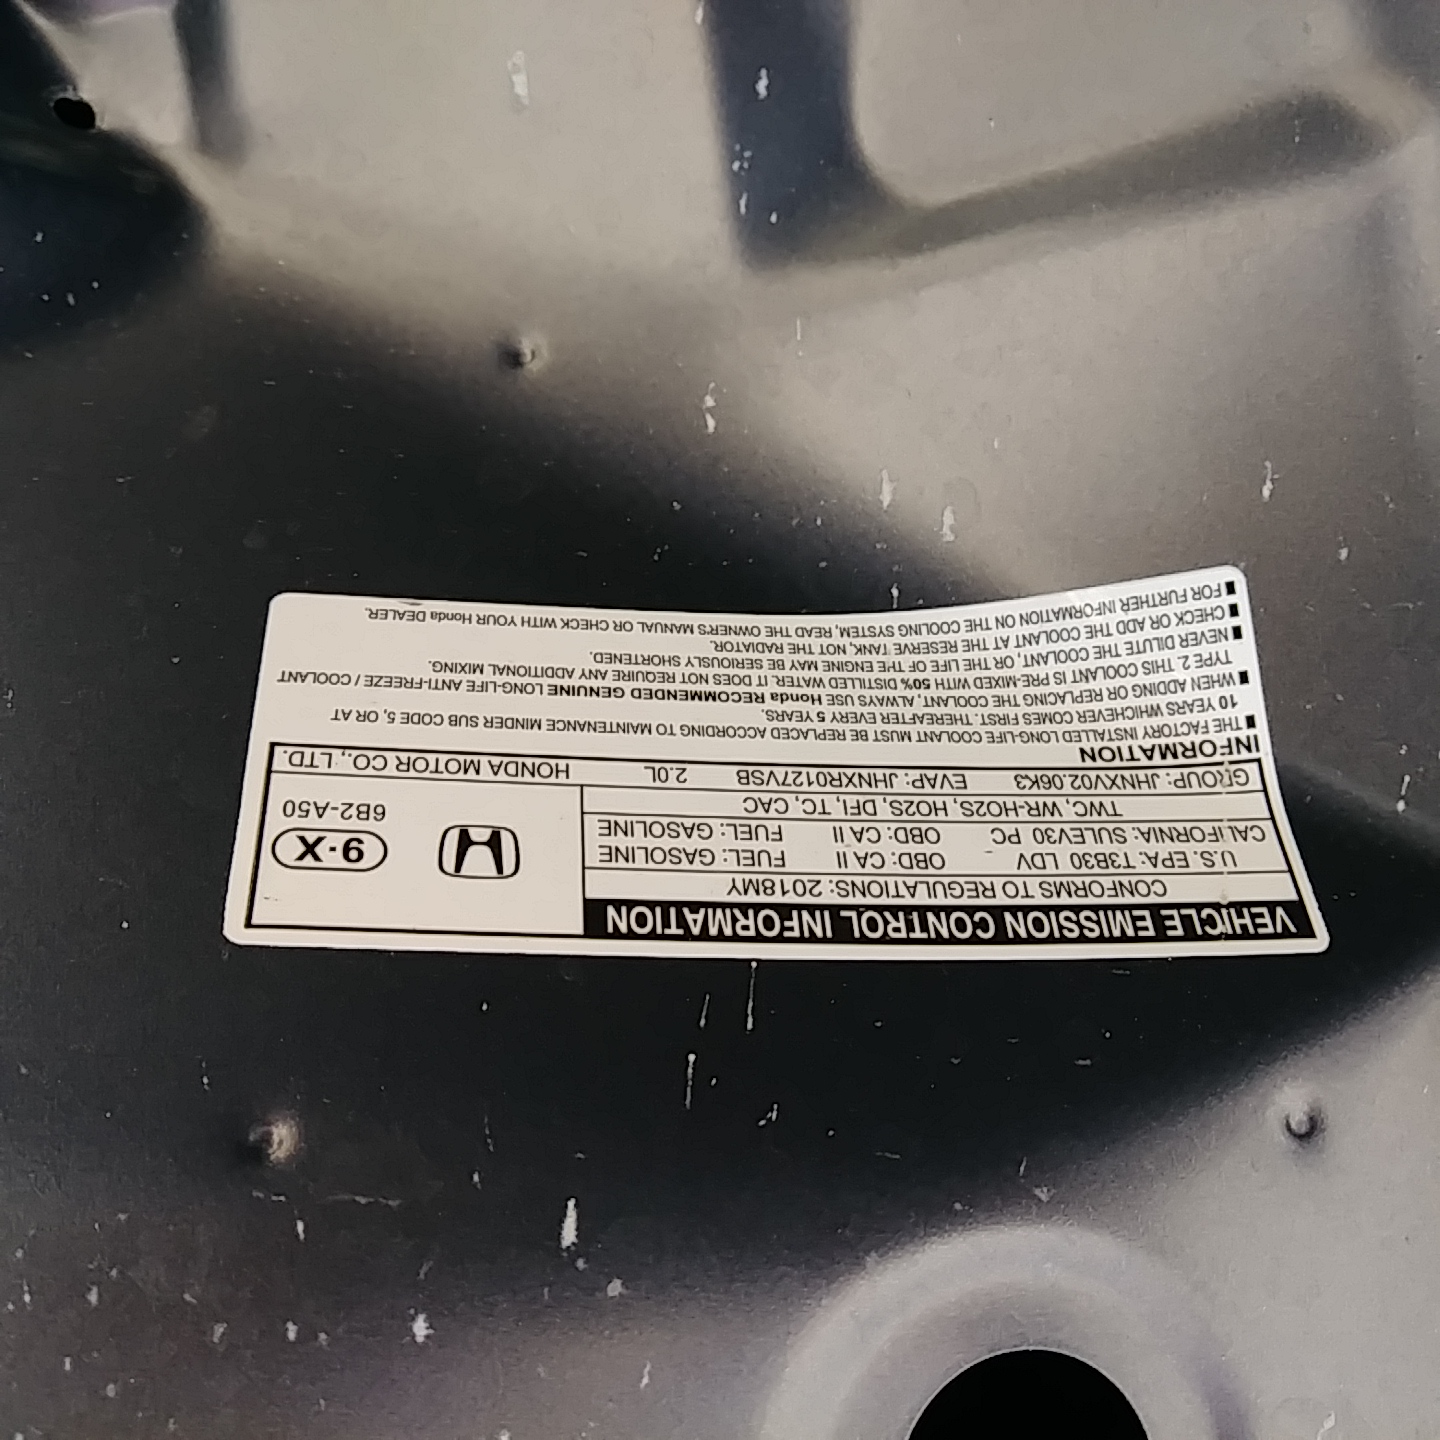 VEHICLE EMISSION CONTROL INFORMATION
CONFORMS TO REGULATIONS: 2018MY
U.S. EPA: T3B30 LDV OBD: CA II FUEL: GASOLINE
CALIFORNIA: SULEV30 PC OBD: CA II FUEL: GASOLINE
TWC, WR-HO2S, HO2S, DFI, TC, CAC
9·X
6B2-A50
GROUP: JHNXV02.06K3 EVAP: JHNXR0127VSB 2.0L HONDA MOTOR CO., LTD.
INFORMATION
■ THE FACTORY INSTALLED LONG-LIFE COOLANT MUST BE REPLACED ACCORDING TO MAINTENANCE MINDER SUB CODE 5, OR AT
10 YEARS WHICHEVER COMES FIRST. THEREAFTER EVERY 5 YEARS.
■ WHEN ADDING OR REPLACING THE COOLANT, ALWAYS USE Honda RECOMMENDED GENUINE LONG-LIFE ANTI-FREEZE / COOLANT
TYPE 2. THIS COOLANT IS PRE-MIXED WITH 50% DISTILLED WATER. IT DOES NOT REQUIRE ANY ADDITIONAL MIXING.
■ NEVER DILUTE THE COOLANT, OR THE LIFE OF THE ENGINE MAY BE SERIOUSLY SHORTENED.
■ CHECK OR ADD THE COOLANT AT THE RESERVE TANK, NOT THE RADIATOR.
■ FOR FURTHER INFORMATION ON THE COOLING SYSTEM, READ THE OWNER'S MANUAL OR CHECK WITH YOUR Honda DEALER.